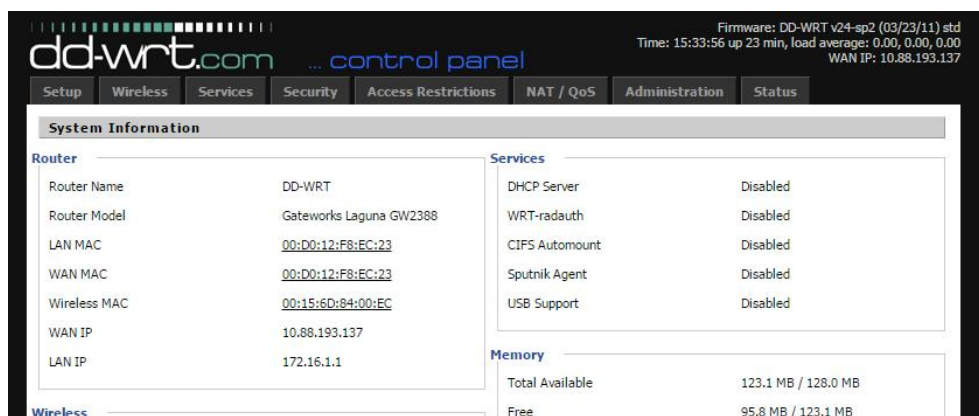 dd-wrt.com ... control panel
Firmware: DD-WRT v24-sp2 (03/23/11) std
Time: 15:33:56 up 23 min, load average: 0.00, 0.00, 0.00
WAN IP: 10.88.193.137
Setup Wireless Services Security Access Restrictions NAT / QoS Administration Status
System Information
Router
Router Name DD-WRT
Router Model Gateworks Laguna GW2388
LAN MAC 00:D0:12:F8:EC:23
WAN MAC 00:D0:12:F8:EC:23
Wireless MAC 00:15:6D:84:00:EC
WAN IP 10.88.193.137
LAN IP 172.16.1.1
Wireless
Services
DHCP Server Disabled
WRT-radauth Disabled
CIFS Automount Disabled
Sputnik Agent Disabled
USB Support Disabled
Memory
Total Available 123.1 MB / 128.0 MB
Free 95.8 MB / 123.1 MB